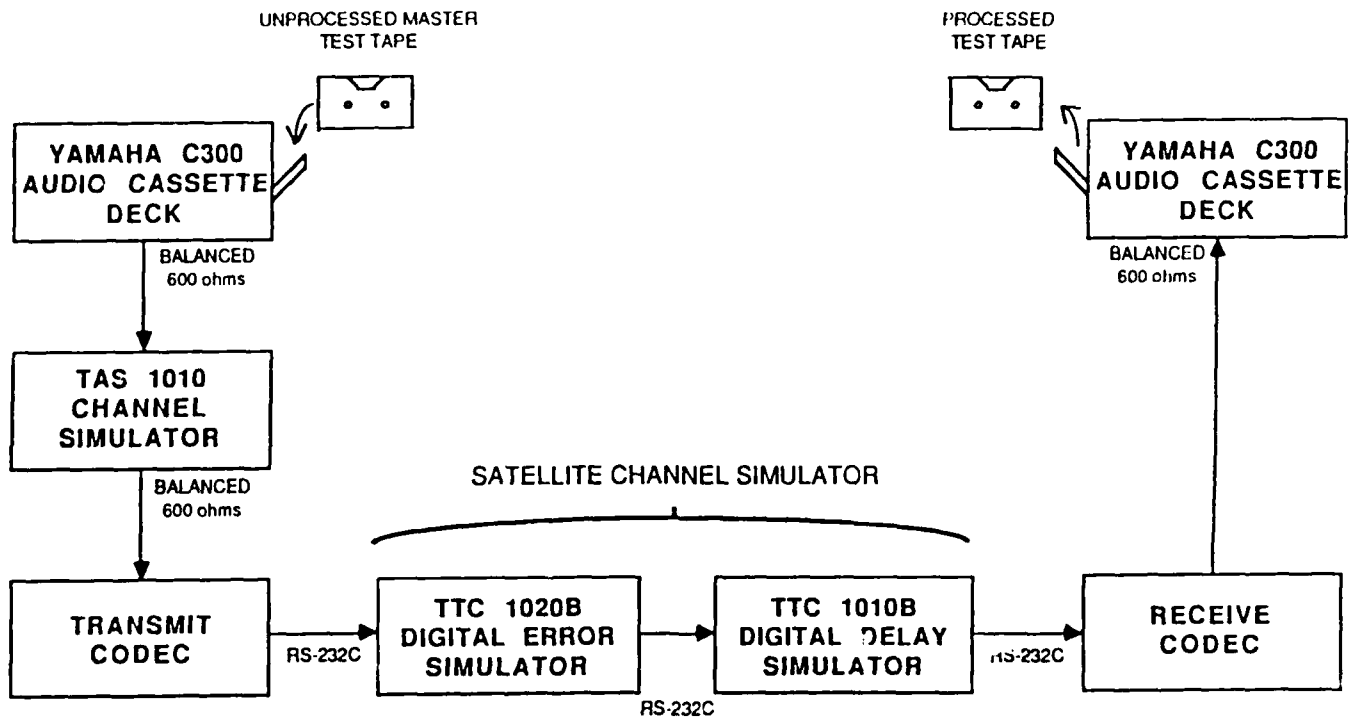 UNPROCESSED MASTER
TEST TAPE
PROCESSED
TEST TAPE
YAMAHA C300
AUDIO CASSETTE
DECK
YAMAHA C300
AUDIO CASSETTE
DECK
BALANCED
600 ohms
BALANCED
600 ohms
TAS 1010
CHANNEL
SIMULATOR
BALANCED
600 ohms
SATELLITE CHANNEL SIMULATOR
TRANSMIT
CODEC
RS-232C
TTC 1020B
DIGITAL ERROR
SIMULATOR
RS-232C
TTC 1010B
DIGITAL DELAY
SIMULATOR
RS-232C
RECEIVE
CODEC